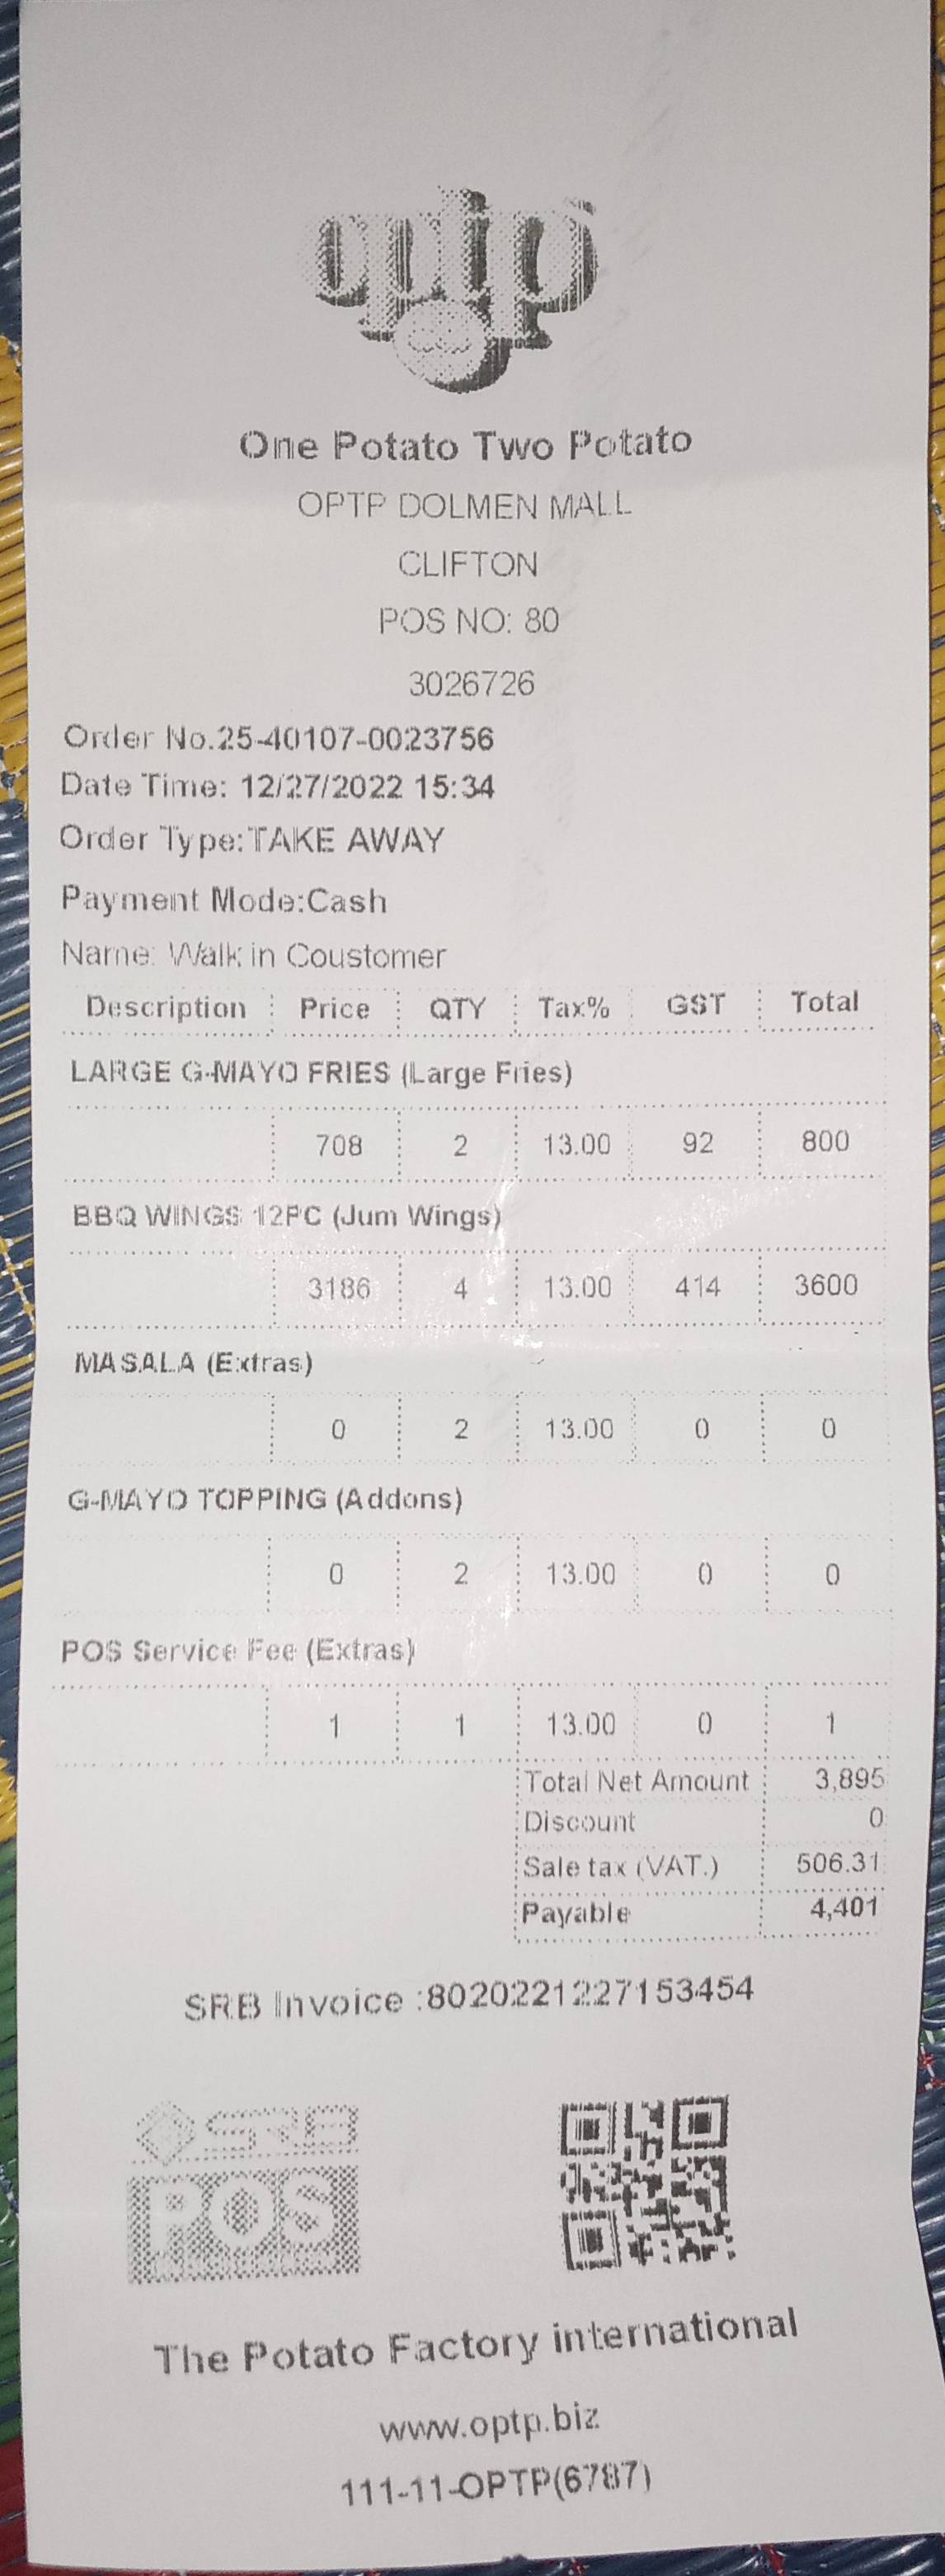 optp
One Potato Two Potato
OPTP DOLMEN MALL
CLIFTON
POS NO: 80
3026726
Order No.25-40107-0023756
Date Time: 12/27/2022 15:34
Order Type:TAKE AWAY
Payment Mode:Cash
Name: Walk in Coustomer
Description Price QTY Tax% GST Total
LARGE G-MAYO FRIES (Large Fries)
708 2 13.00 92 800
BBQ WINGS 12PC (Jum Wings)
3186 4 13.00 414 3600
MASALA (Extras)
0 2 13.00 0 0
G-MAYO TOPPING (Addons)
0 2 13.00 0 0
POS Service Fee (Extras)
1 1 13.00 0 1
Total Net Amount 3,895
Discount 0
Sale tax (VAT.) 506.31
Payable 4,401
SRB Invoice :8020221227153454
SRB
POS
The Potato Factory international
www.optp.biz
111-11-OPTP(6787)